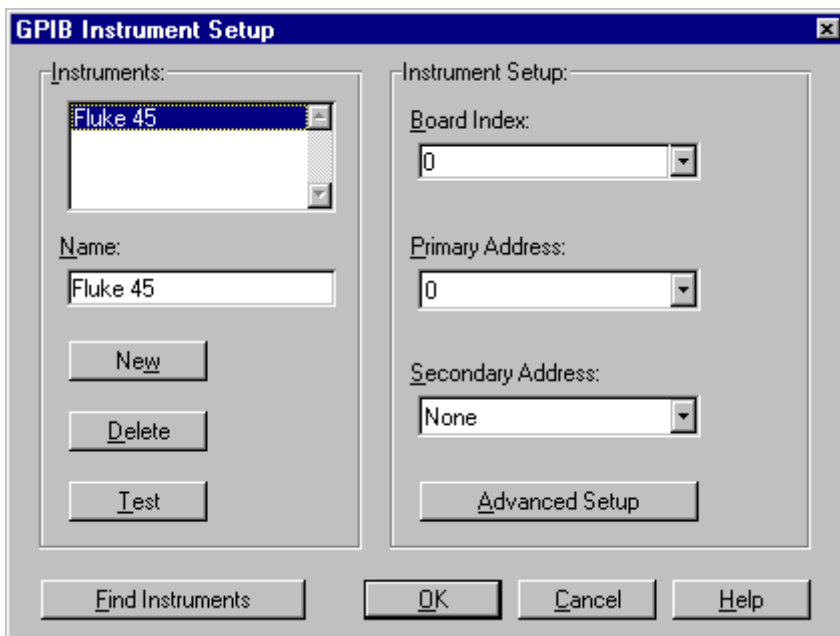 GPIB Instrument Setup
Instruments:
Fluke 45
Name:
Fluke 45
New
Delete
Test
Instrument Setup:
Board Index:
0
Primary Address:
0
Secondary Address:
None
Advanced Setup
Find Instruments
OK
Cancel
Help